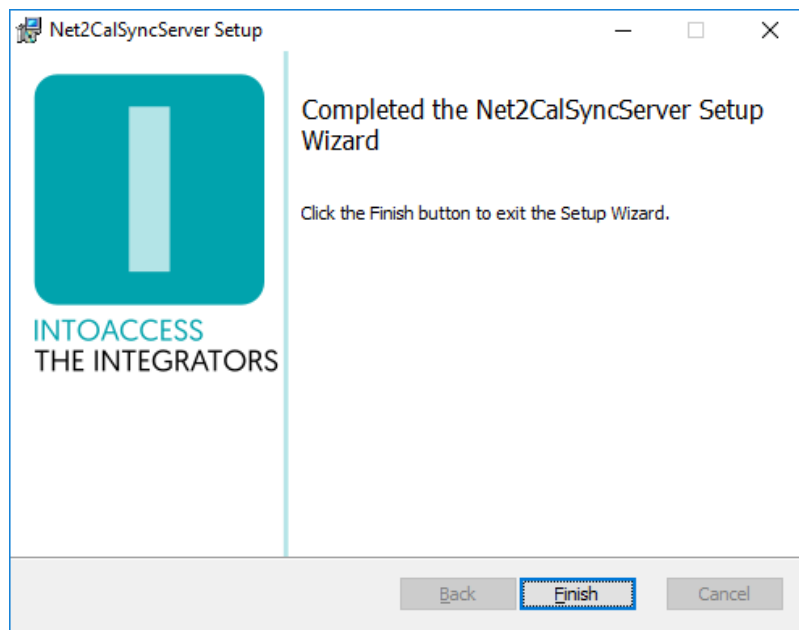 Net2CalSyncServer Setup
Completed the Net2CalSyncServer Setup
Wizard
Click the Finish button to exit the Setup Wizard.
INTOACCESS
THE INTEGRATORS
Back
Finish
Cancel